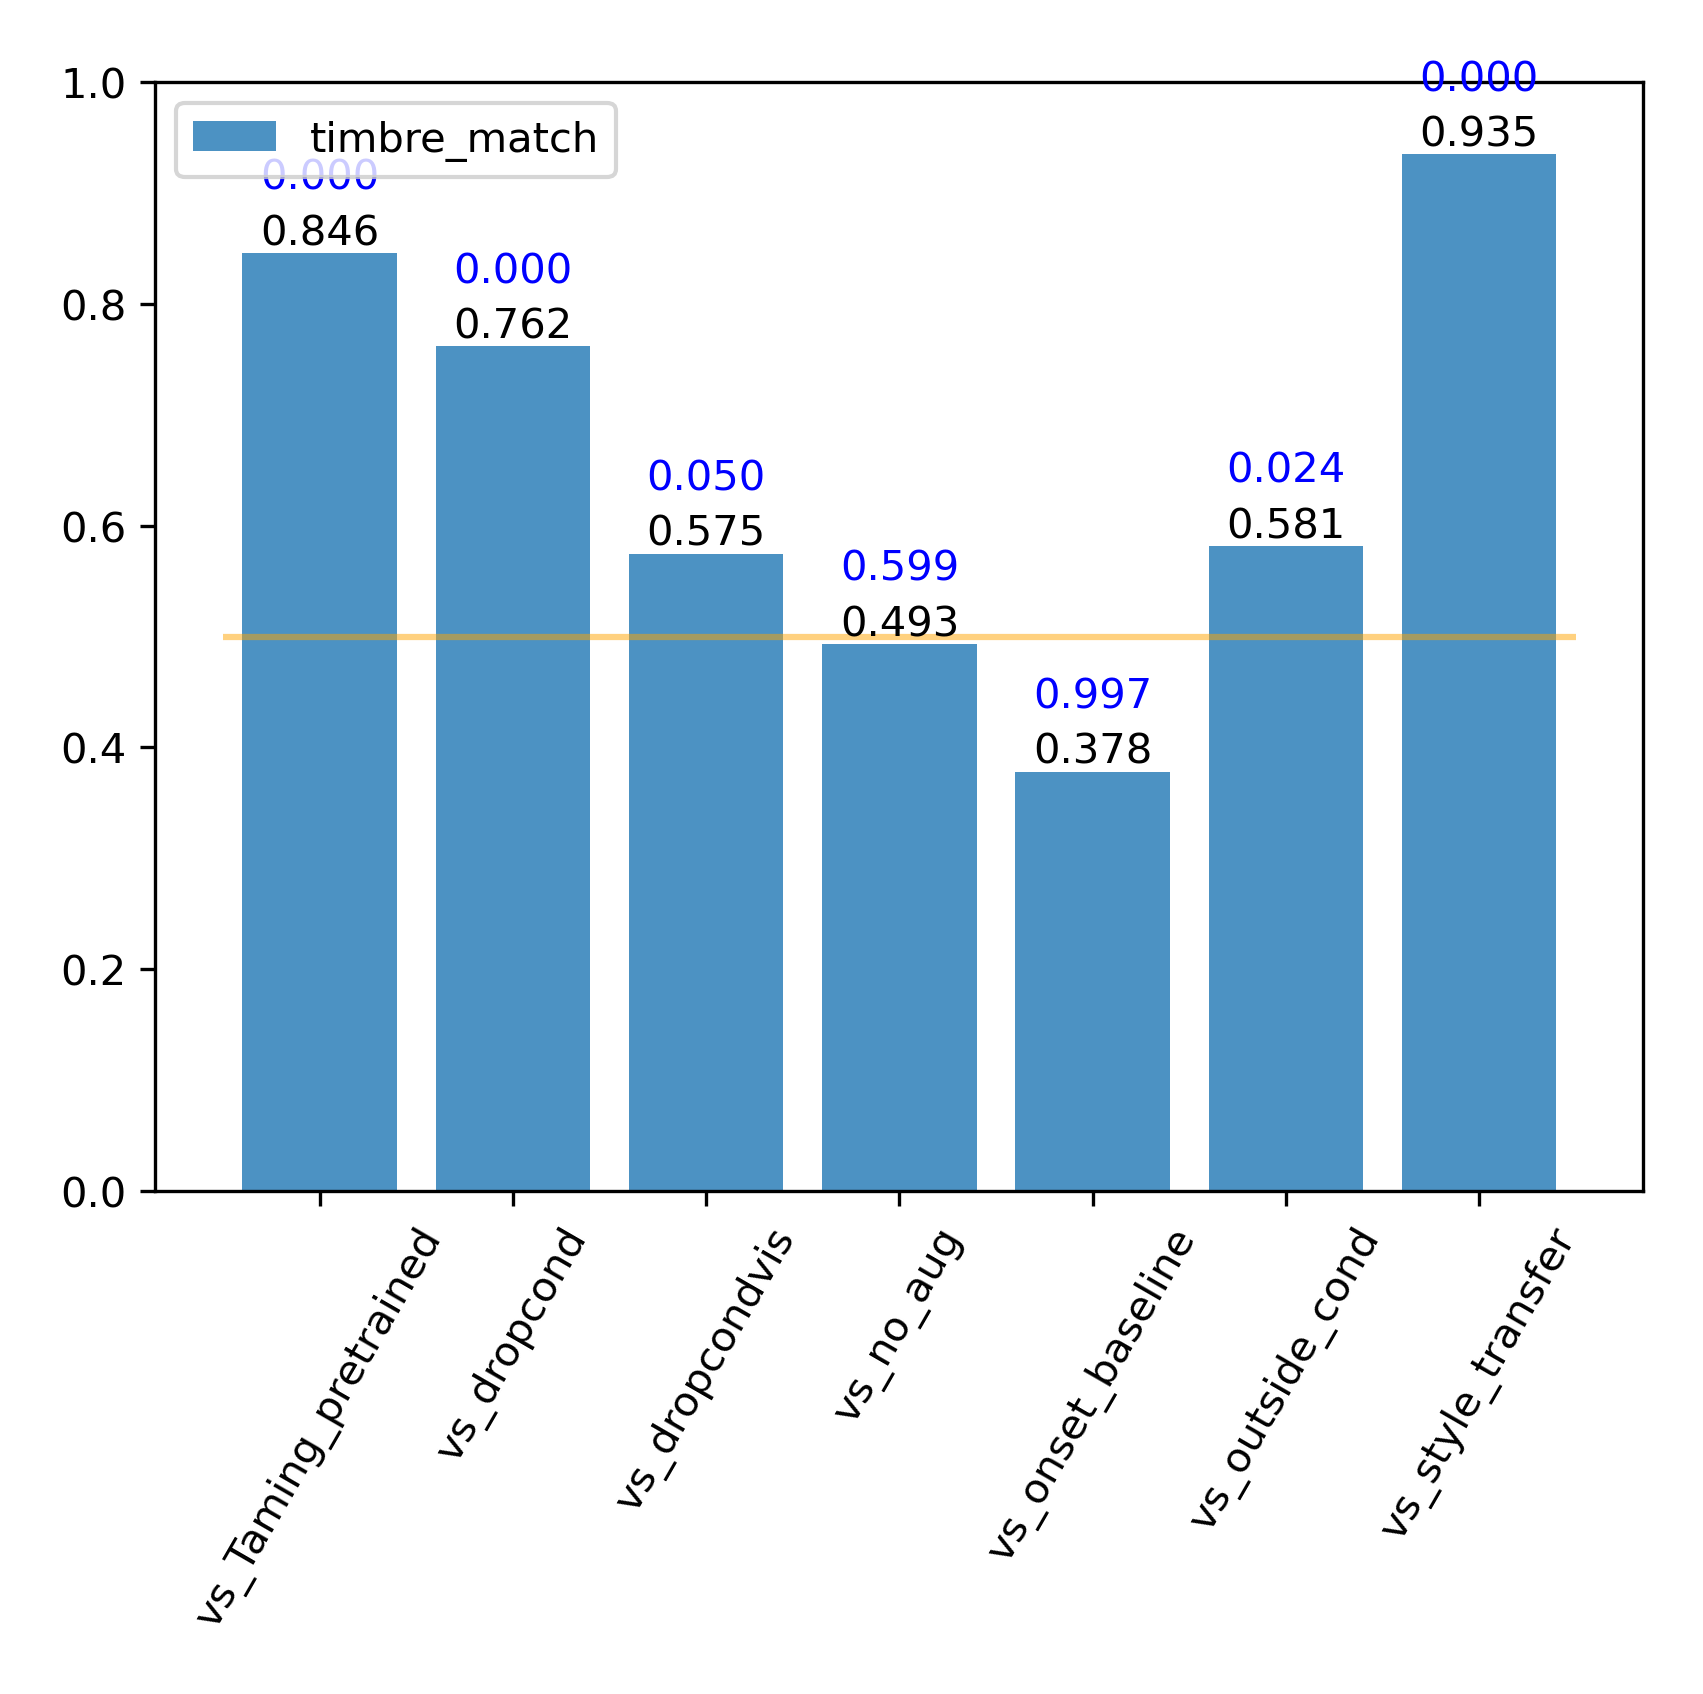 timbre_match
1.0
0.8
0.6
0.4
0.2
0.0
0.000
0.846
0.000
0.762
0.050
0.575
0.599
0.493
0.997
0.378
0.024
0.581
0.000
0.935
vs_Taming_pretrained
vs_dropcond
vs_dropcondvis
vs_no_aug
vs_onset_baseline
vs_outside_cond
vs_style_transfer